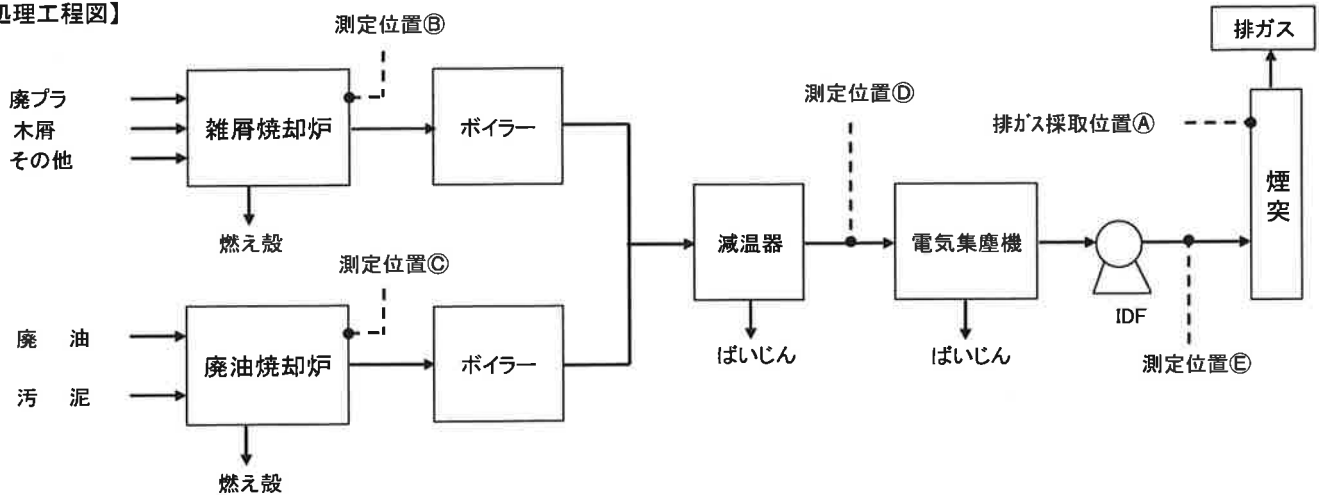 処理工程図】
測定位置Ⓑ
排ガス
廃プラ
木屑
その他
雑屑焼却炉
ボイラー
測定位置Ⓓ
排ガス採取位置Ⓐ
煙突
燃え殻
減温器
電気集塵機
測定位置Ⓒ
IDF
廃 油
汚 泥
廃油焼却炉
ボイラー
ばいじん
ばいじん
測定位置Ⓔ
燃え殻